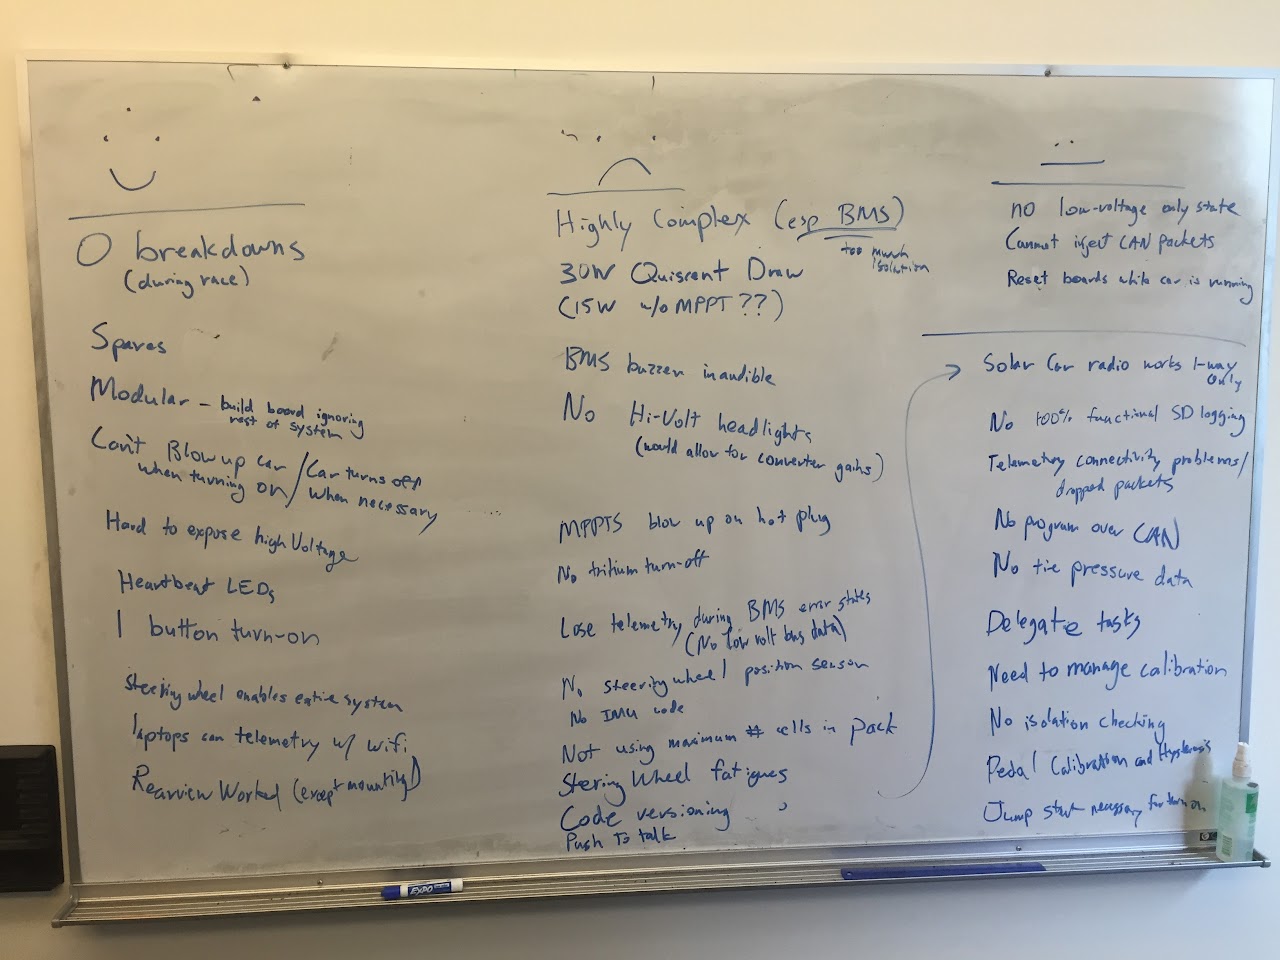 0 breakdowns
(during race)
Spares
Modular - build board ignoring
rest of system
Can't Blow up car / Car turns off
when turning on / when necessary
Hard to expose high Voltage
Heartbeat LEDs
1 button turn-on
Steering wheel enables entire system
laptops can telemetry w/ wifi
Rearview Worked (except mounting)
Highly Complex (esp BMS)
too much
isolation
30W Quiscent Draw
(15W w/o MPPT??)
BMS buzzer inaudible
No Hi-Volt headlights
(would allow for converter gains)
MPPTS blow up on hot plug
No tritium turn-off
Lose telemetry during BMS error states
(No low volt bus data)
No steering wheel position sensor
No IMU code
Not using maximum # cells in pack
Steering Wheel fatigues
Code versioning
Push To talk
no low-voltage only state
Cannot inject CAN packets
Reset boards while car is running
Solar Car radio works 1-way
Only
No 100% functional SD logging
Telemetry connectivity problems/
dropped packets
No program over CAN
No tire pressure data
Delegate tasks
Need to manage calibration
No isolation checking
Pedal Calibration and Hysteresis
Jump start necessary for turn on
EXPO